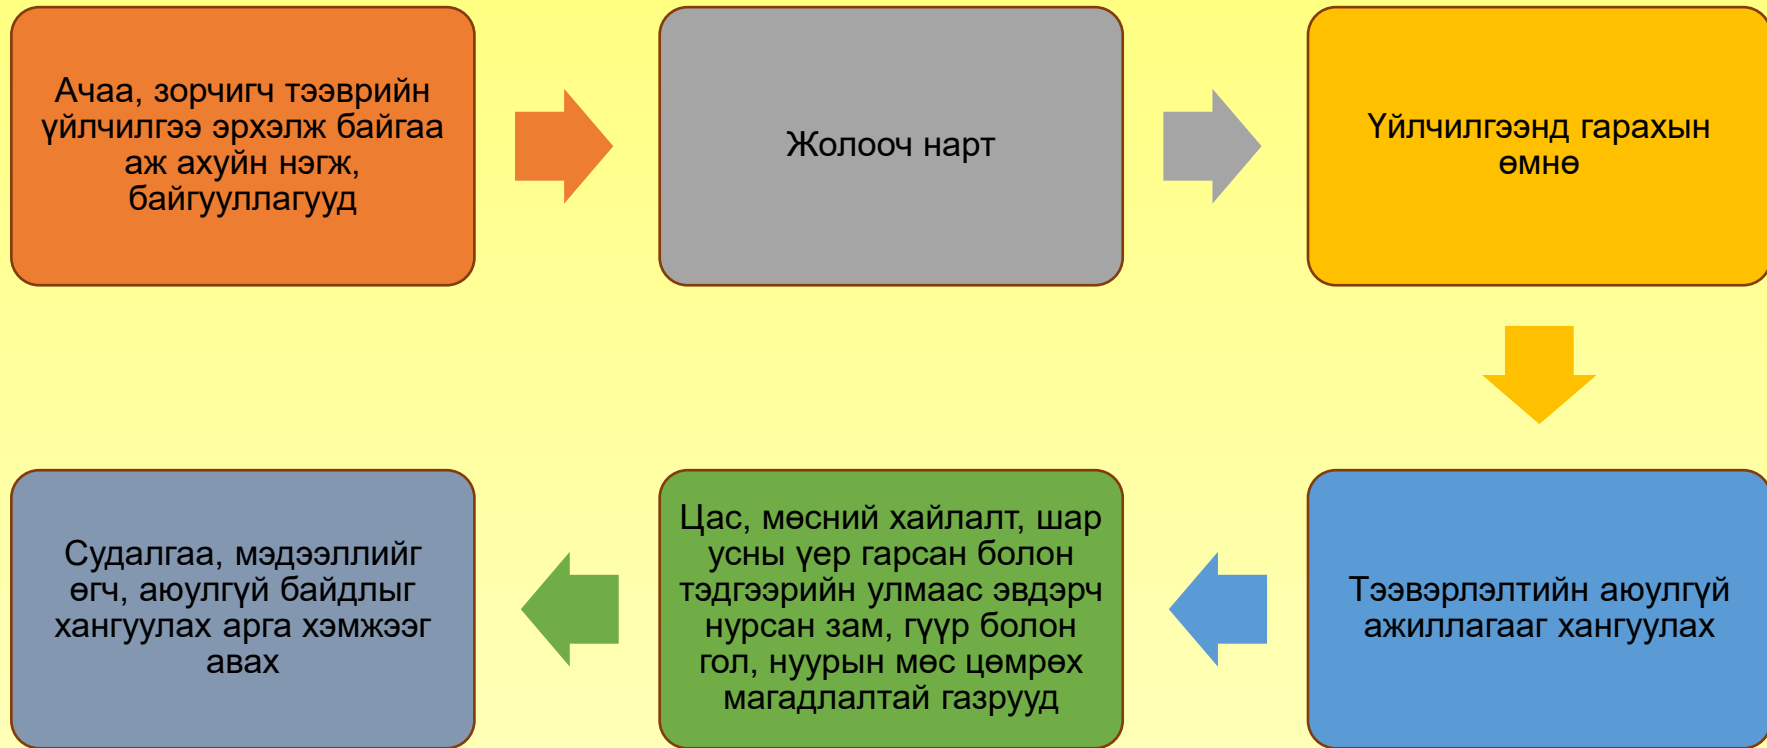 Ачаа, зорчигч тээврийн
үйлчилгээ эрхэлж байгаа
аж ахуйн нэгж,
байгууллагууд
Жолооч нарт
Үйлчилгээнд гарахын
өмнө
Тээвэрлэлтийн аюулгүй
ажиллагааг хангуулах
Цас, мөсний хайлалт, шар
усны үер гарсан болон
тэдгээрийн улмаас эвдэрч
нурсан зам, гүүр болон
гол, нуурын мөс цөмрөх
магадлалтай газрууд
Судалгаа, мэдээллийг
өгч, аюулгүй байдлыг
хангуулах арга хэмжээг
авах